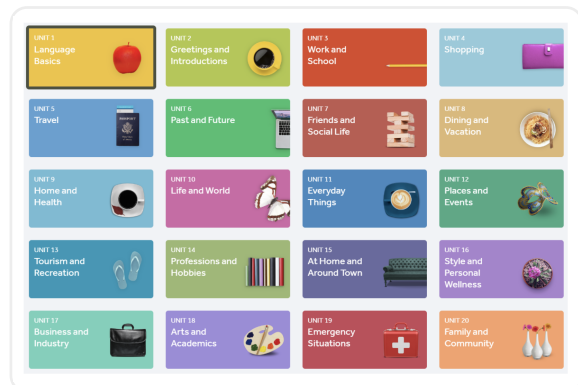 UNIT 1
Language
Basics
UNIT 2
Greetings and
Introductions
UNIT 3
Work and
School
UNIT 4
Shopping
UNIT 5
Travel
PASSPORT
UNIT 6
Past and Future
UNIT 7
Friends and
Social Life
UNIT 8
Dining and
Vacation
UNIT 9
Home and
Health
UNIT 10
Life and World
UNIT 11
Everyday
Things
UNIT 12
Places and
Events
UNIT 13
Tourism and
Recreation
UNIT 14
Professions and
Hobbies
UNIT 15
At Home and
Around Town
UNIT 16
Style and
Personal
Wellness
UNIT 17
Business and
Industry
UNIT 18
Arts and
Academics
UNIT 19
Emergency
Situations
UNIT 20
Family and
Community